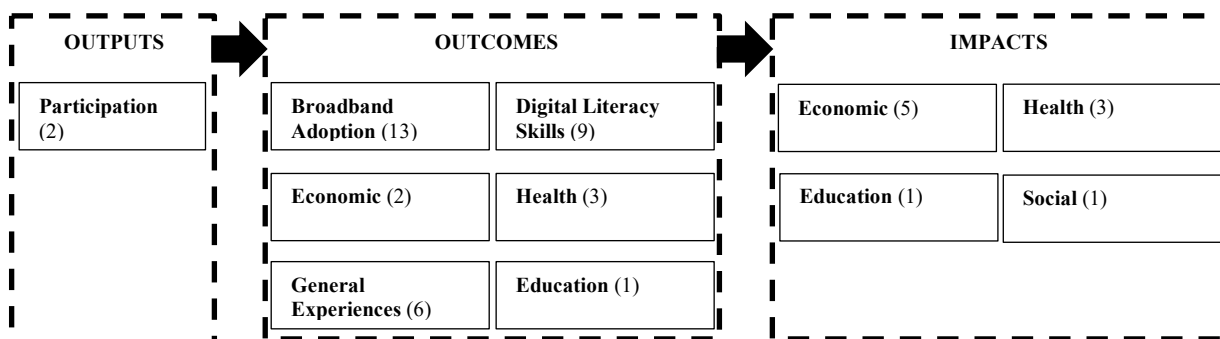 OUTPUTS
Participation
(2)
OUTCOMES
Broadband
Adoption (13)
Digital Literacy
Skills (9)
Economic (2)
Health (3)
General
Experiences (6)
Education (1)
IMPACTS
Economic (5)
Health (3)
Education (1)
Social (1)